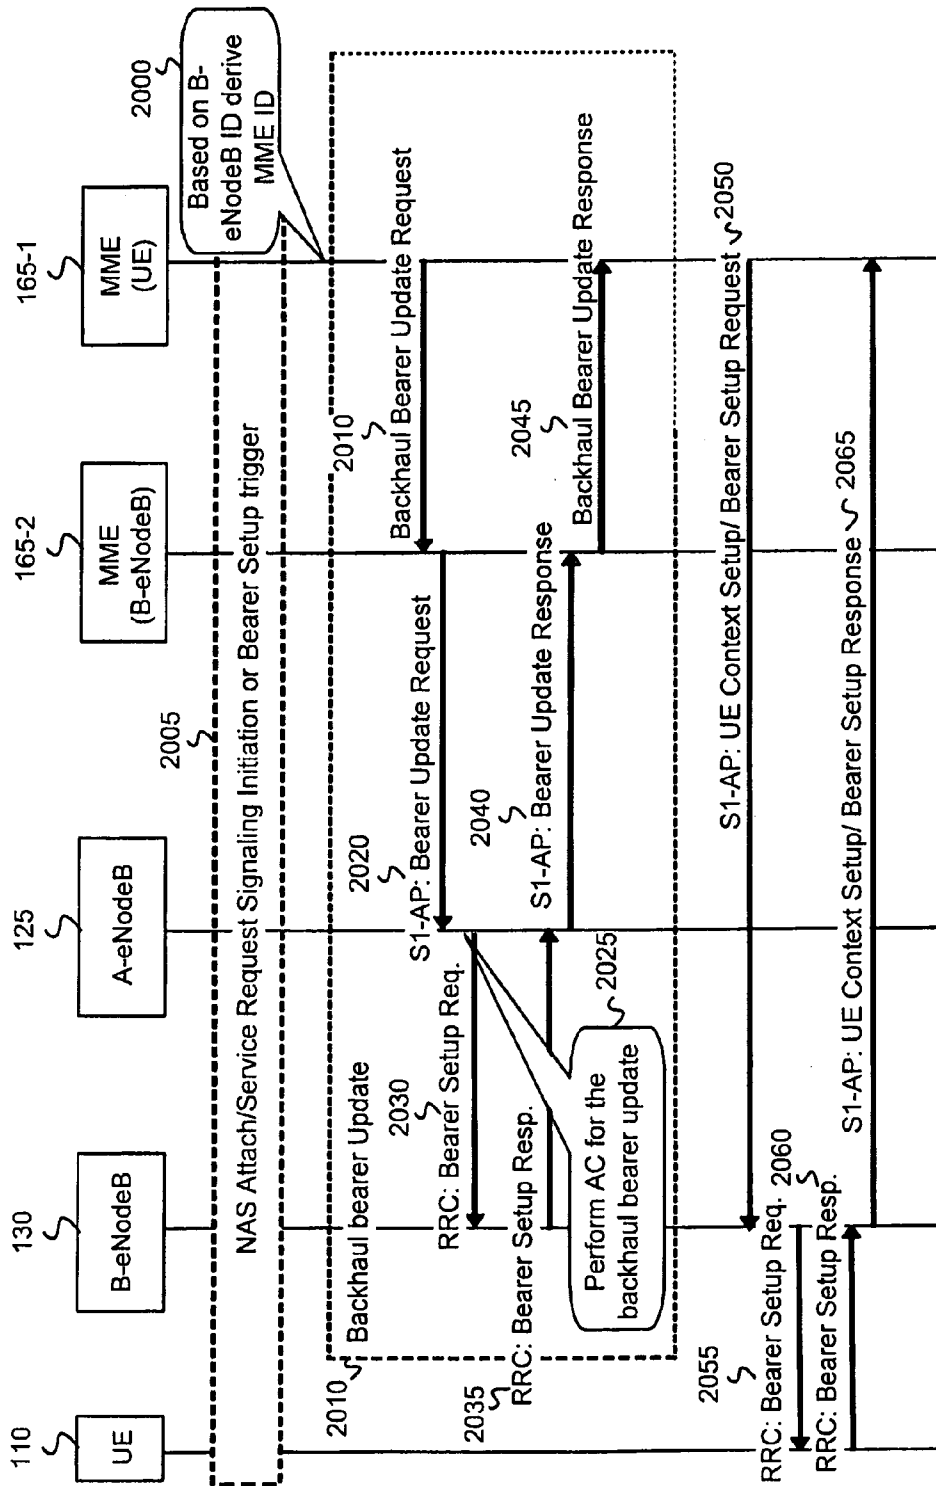 110
UE
130
B-eNodeB
125
A-eNodeB
165-2
MME
(B-eNodeB)
165-1
MME
(UE)
2005
NAS Attach/Service Request Signaling Initiation or Bearer Setup trigger
2000
Based on B-
eNodeB ID derive
MME ID
2010
Backhaul bearer Update
2010
Backhaul Bearer Update Request
2020
S1-AP: Bearer Update Request
2030
RRC: Bearer Setup Req.
2035
RRC: Bearer Setup Resp.
2025
Perform AC for the
backhaul bearer update
2040
S1-AP: Bearer Update Response
2045
Backhaul Bearer Update Response
S1-AP: UE Context Setup/ Bearer Setup Request 2050
2055
RRC: Bearer Setup Req.
2060
RRC: Bearer Setup Resp.
S1-AP: UE Context Setup/ Bearer Setup Response 2065